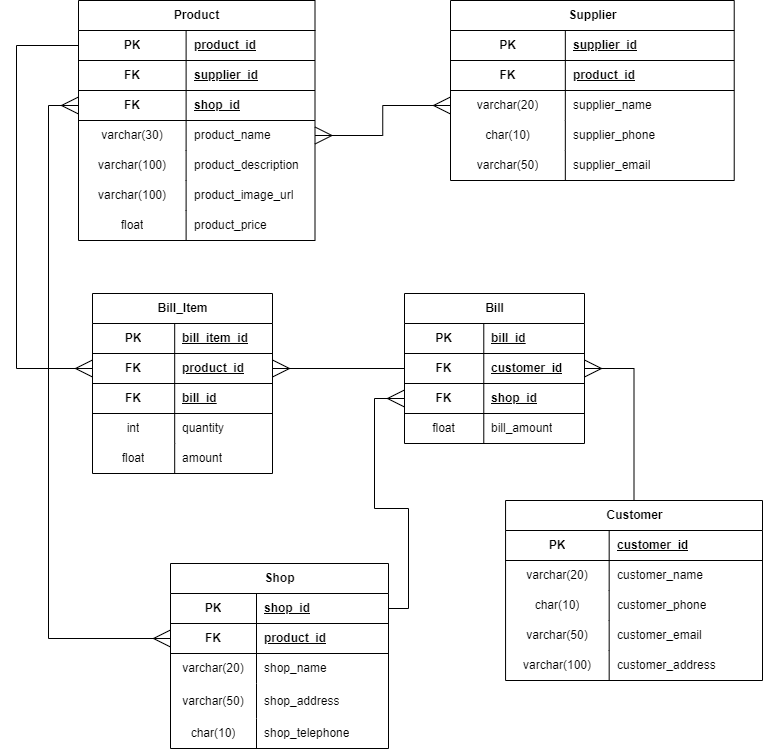 Product
PK product_id
FK supplier_id
FK shop_id
varchar(30) product_name
varchar(100) product_description
varchar(100) product_image_url
float product_price
Supplier
PK supplier_id
FK product_id
varchar(20) supplier_name
char(10) supplier_phone
varchar(50) supplier_email
Bill_Item
PK bill_item_id
FK product_id
FK bill_id
int quantity
float amount
Bill
PK bill_id
FK customer_id
FK shop_id
float bill_amount
Shop
PK shop_id
FK product_id
varchar(20) shop_name
varchar(50) shop_address
char(10) shop_telephone
Customer
PK customer_id
varchar(20) customer_name
char(10) customer_phone
varchar(50) customer_email
varchar(100) customer_address